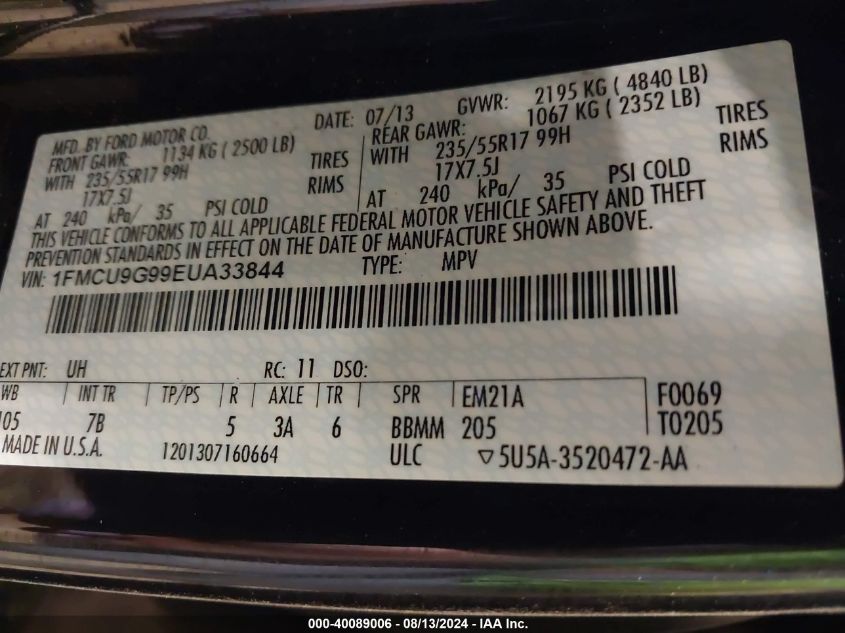 MFD. BY FORD MOTOR CO. DATE: 07/13 GVWR: 2195 KG ( 4840 LB)
FRONT GAWR: 1134 KG ( 2500 LB) REAR GAWR: 1067 KG ( 2352 LB)
WITH 235/55R17 99H TIRES WITH 235/55R17 99H TIRES
17X7.5J RIMS 17X7.5J RIMS
AT 240 kPa/ 35 PSI COLD AT 240 kPa/ 35 PSI COLD
THIS VEHICLE CONFORMS TO ALL APPLICABLE FEDERAL MOTOR VEHICLE SAFETY AND THEFT
PREVENTION STANDARDS IN EFFECT ON THE DATE OF MANUFACTURE SHOWN ABOVE.
VIN: 1FMCU9G99EUA33844 TYPE: MPV
EXT PNT: UH RC: 11 DSO:
WB INT TR TP/PS R AXLE TR SPR EM21A F0069
105 7B 5 3A 6 BBMM 205 T0205
MADE IN U.S.A. 1201307160664 ULC ▽5U5A-3520472-AA
000-40089006 - 08/13/2024 - IAA Inc.